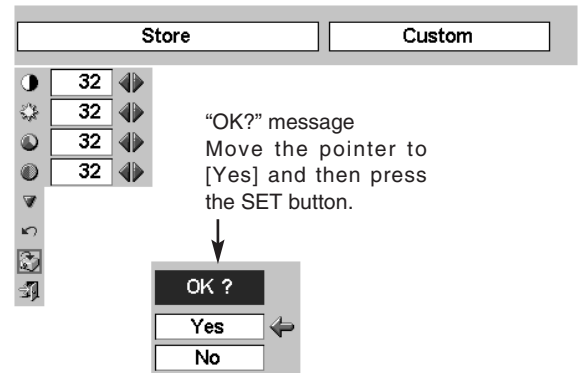 Store Custom
32
32
32
32
“OK?” message
Move the pointer to
[Yes] and then press
the SET button.
OK ?
Yes
No